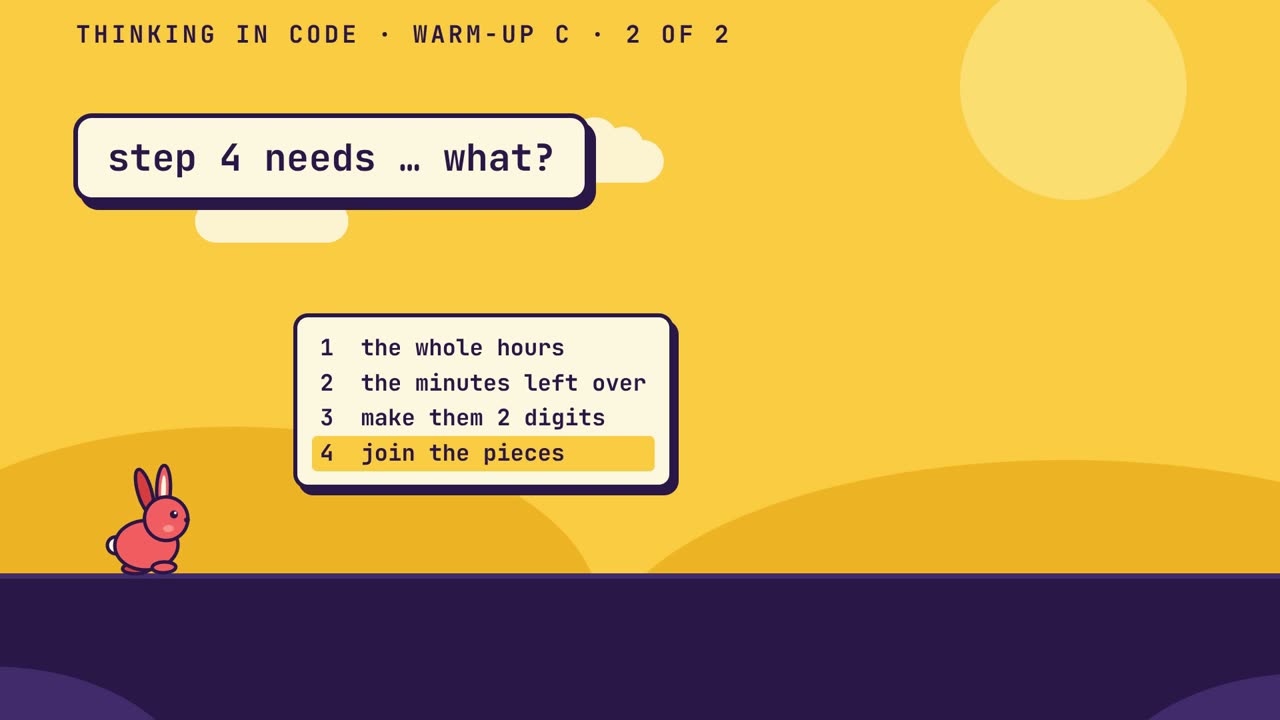 THINKING IN CODE · WARM-UP C · 2 OF 2
step 4 needs … what?
1 the whole hours
2 the minutes left over
3 make them 2 digits
4 join the pieces